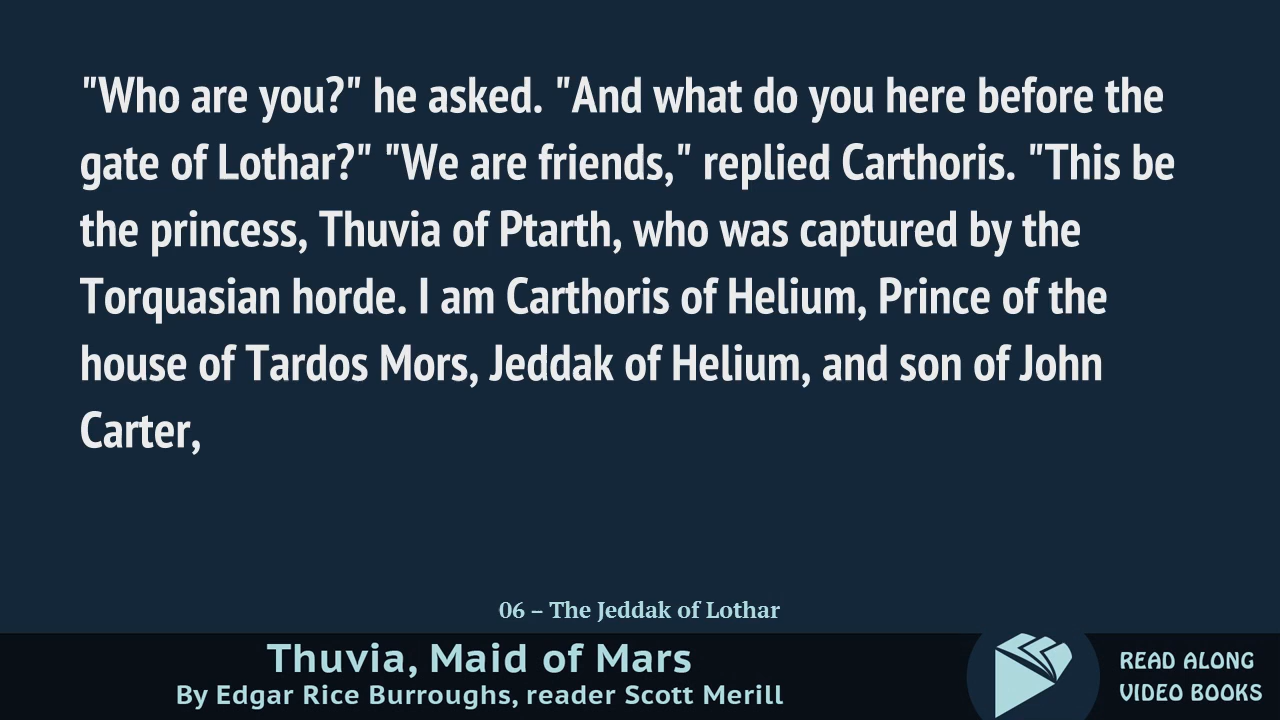 "Who are you?" he asked. "And what do you here before the
gate of Lothar?" "We are friends," replied Carthoris. "This be
the princess, Thuvia of Ptarth, who was captured by the
Torquasian horde. I am Carthoris of Helium, Prince of the
house of Tardos Mors, Jeddak of Helium, and son of John
Carter,
06 – The Jeddak of Lothar
Thuvia, Maid of Mars
By Edgar Rice Burroughs, reader Scott Merill
READ ALONG
VIDEO BOOKS